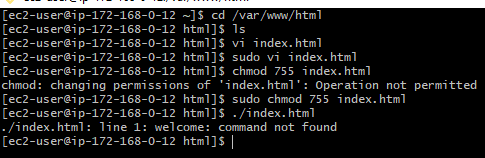 [ec2-user@ip-172-168-0-12 ~]$ cd /var/www/html
[ec2-user@ip-172-168-0-12 html]$ ls
[ec2-user@ip-172-168-0-12 html]$ vi index.html
[ec2-user@ip-172-168-0-12 html]$ sudo vi index.html
[ec2-user@ip-172-168-0-12 html]$ chmod 755 index.html
chmod: changing permissions of 'index.html': Operation not permitted
[ec2-user@ip-172-168-0-12 html]$ sudo chmod 755 index.html
[ec2-user@ip-172-168-0-12 html]$ ./index.html
./index.html: line 1: welcome: command not found
[ec2-user@ip-172-168-0-12 html]$